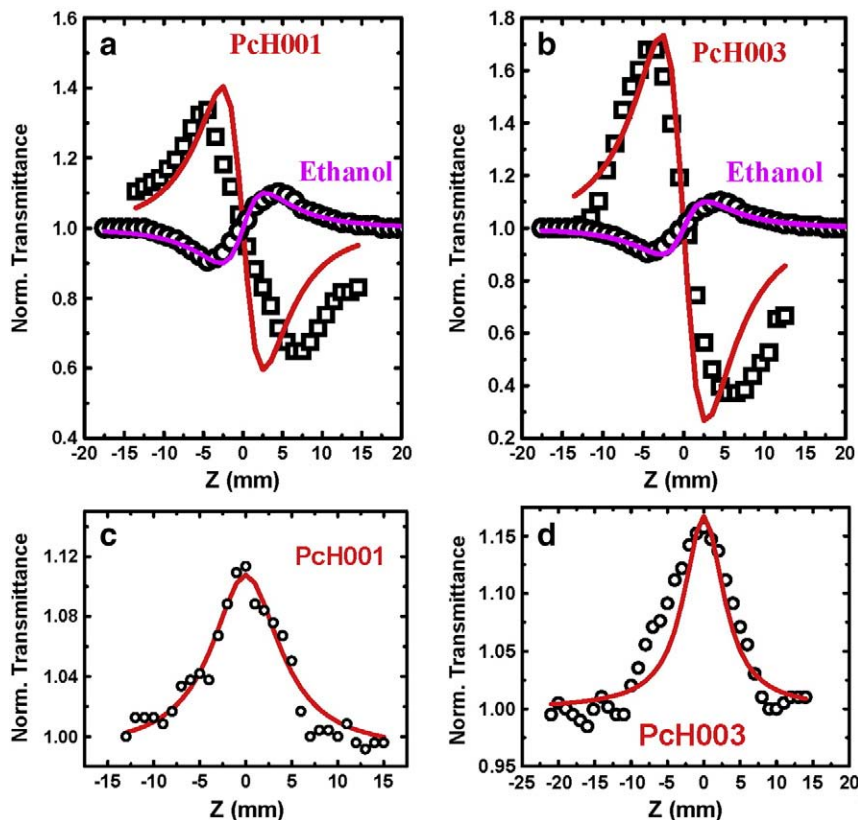 a
PcH001
Ethanol
Norm. Transmittance
1.6
1.4
1.2
1.0
0.8
0.6
0.4
-20 -15 -10 -5 0 5 10 15 20
Z (mm)
b
PcH003
Ethanol
Norm. Transmittance
1.8
1.6
1.4
1.2
1.0
0.8
0.6
0.4
0.2
-20 -15 -10 -5 0 5 10 15 20
Z (mm)
c
PcH001
Norm. Transmittance
1.12
1.08
1.04
1.00
-15 -10 -5 0 5 10 15
Z (mm)
d
PcH003
Norm. Transmittance
1.15
1.10
1.05
1.00
0.95
-25 -20 -15 -10 -5 0 5 10 15 20
Z (mm)